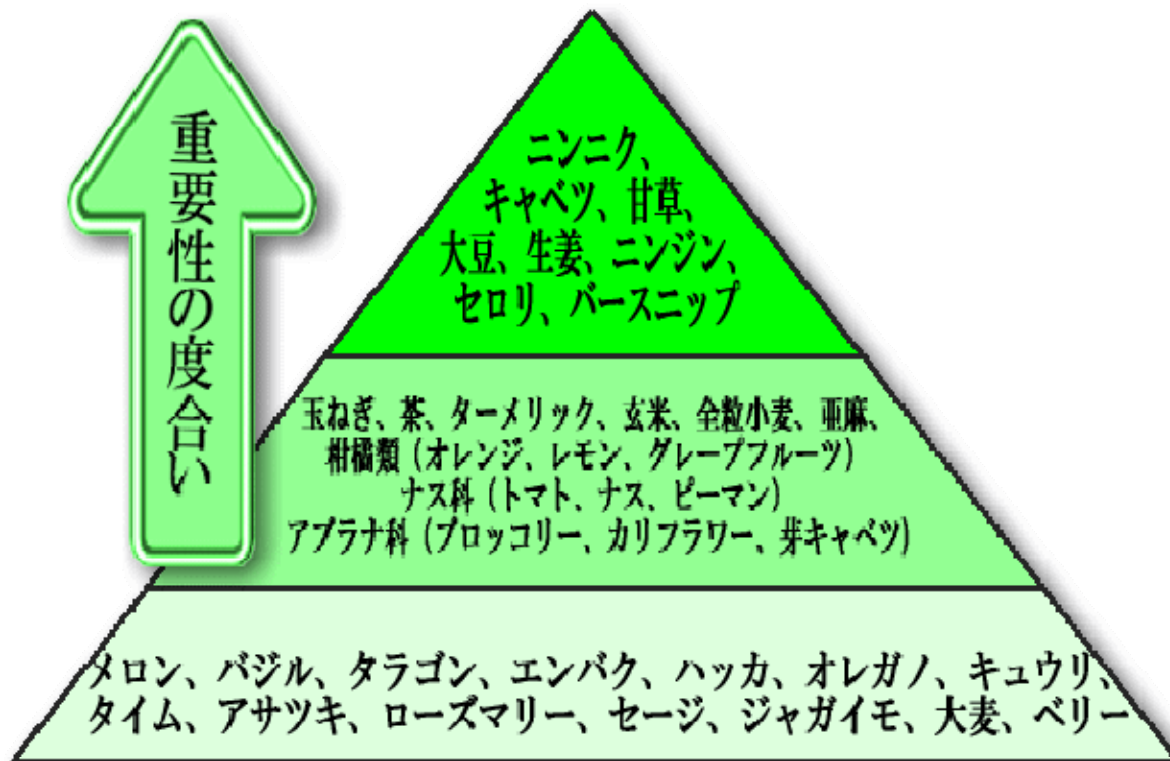 重要性の度合い
ニンニク、
キャベツ、甘草、
大豆、生姜、ニンジン、
セロリ、パースニップ
玉ねぎ、茶、ターメリック、玄米、全粒小麦、亜麻、
柑橘類（オレンジ、レモン、グレープフルーツ）
ナス科（トマト、ナス、ピーマン）
アブラナ科（ブロッコリー、カリフラワー、芽キャベツ）
メロン、バジル、タラゴン、エンバク、ハッカ、オレガノ、キュウリ、
タイム、アサツキ、ローズマリー、セージ、ジャガイモ、大麦、ベリー